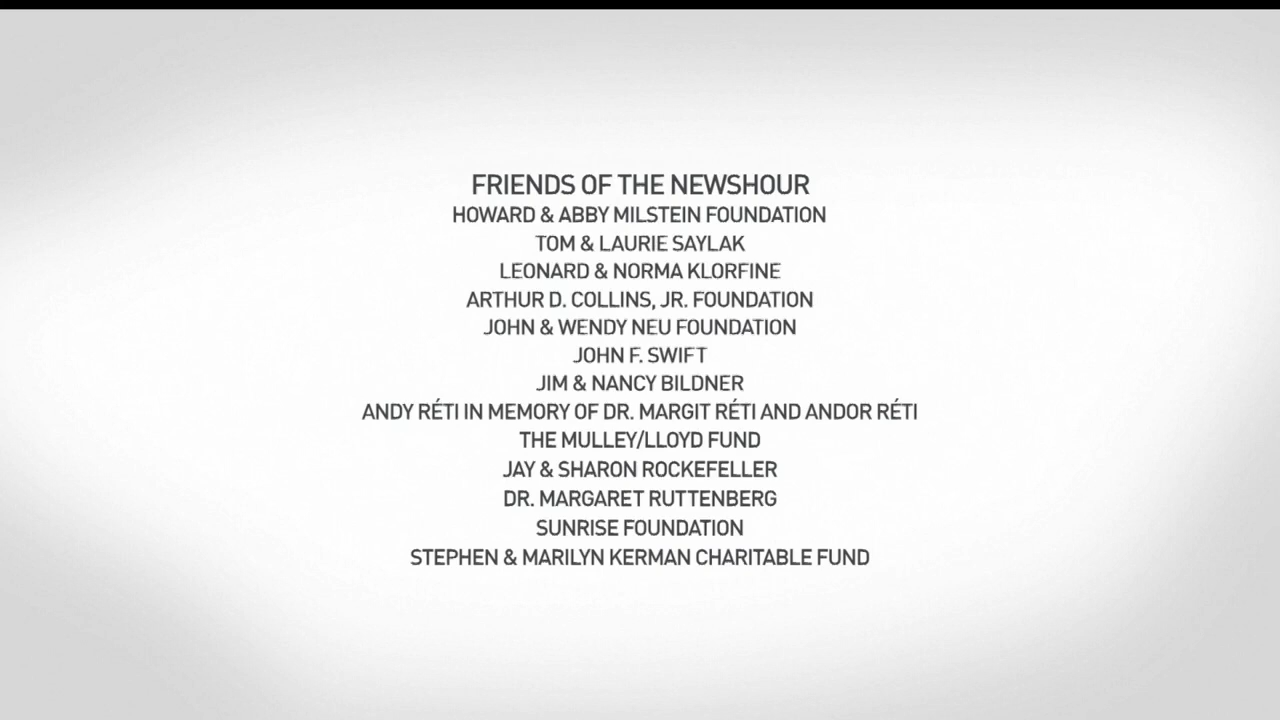 FRIENDS OF THE NEWSHOUR
HOWARD & ABBY MILSTEIN FOUNDATION
TOM & LAURIE SAYLAK
LEONARD & NORMA KLORFINE
ARTHUR D. COLLINS, JR. FOUNDATION
JOHN & WENDY NEU FOUNDATION
JOHN F. SWIFT
JIM & NANCY BILDNER
ANDY RÉTI IN MEMORY OF DR. MARGIT RÉTI AND ANDOR RÉTI
THE MULLEY/LLOYD FUND
JAY & SHARON ROCKEFELLER
DR. MARGARET RUTTENBERG
SUNRISE FOUNDATION
STEPHEN & MARILYN KERMAN CHARITABLE FUND